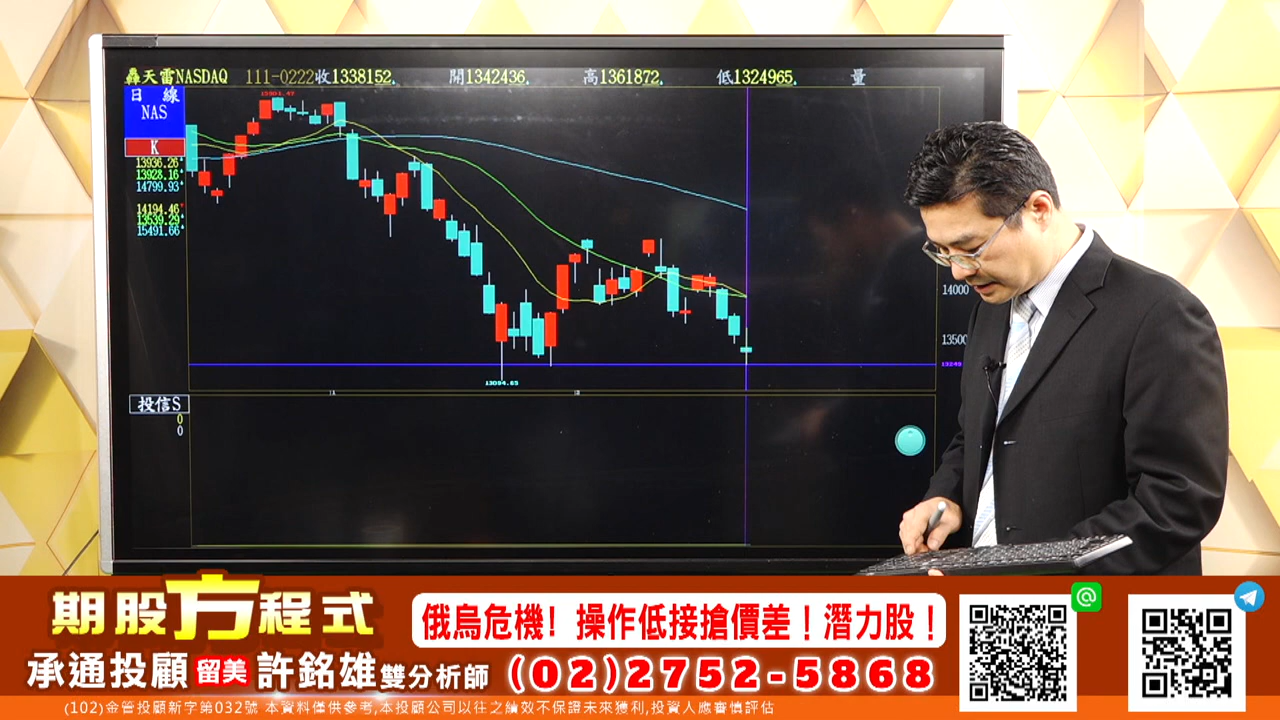 轟天雷NASDAQ 111-0222收1338152 開1342436 高1361872 低1324965 量
日 線
NAS
K
13936.26
13928.16
14799.93
14194.46
13539.29
15491.66
14000
13500
13094.65
投信S
0
0
期股方程式
俄烏危機! 操作低接搶價差!潛力股!
承通投顧 留美 許銘雄 雙分析師 (02)2752-5868
(102)金管投顧新字第032號 本資料僅供參考,本投顧公司以往之績效不保證未來獲利,投資人應審慎評估